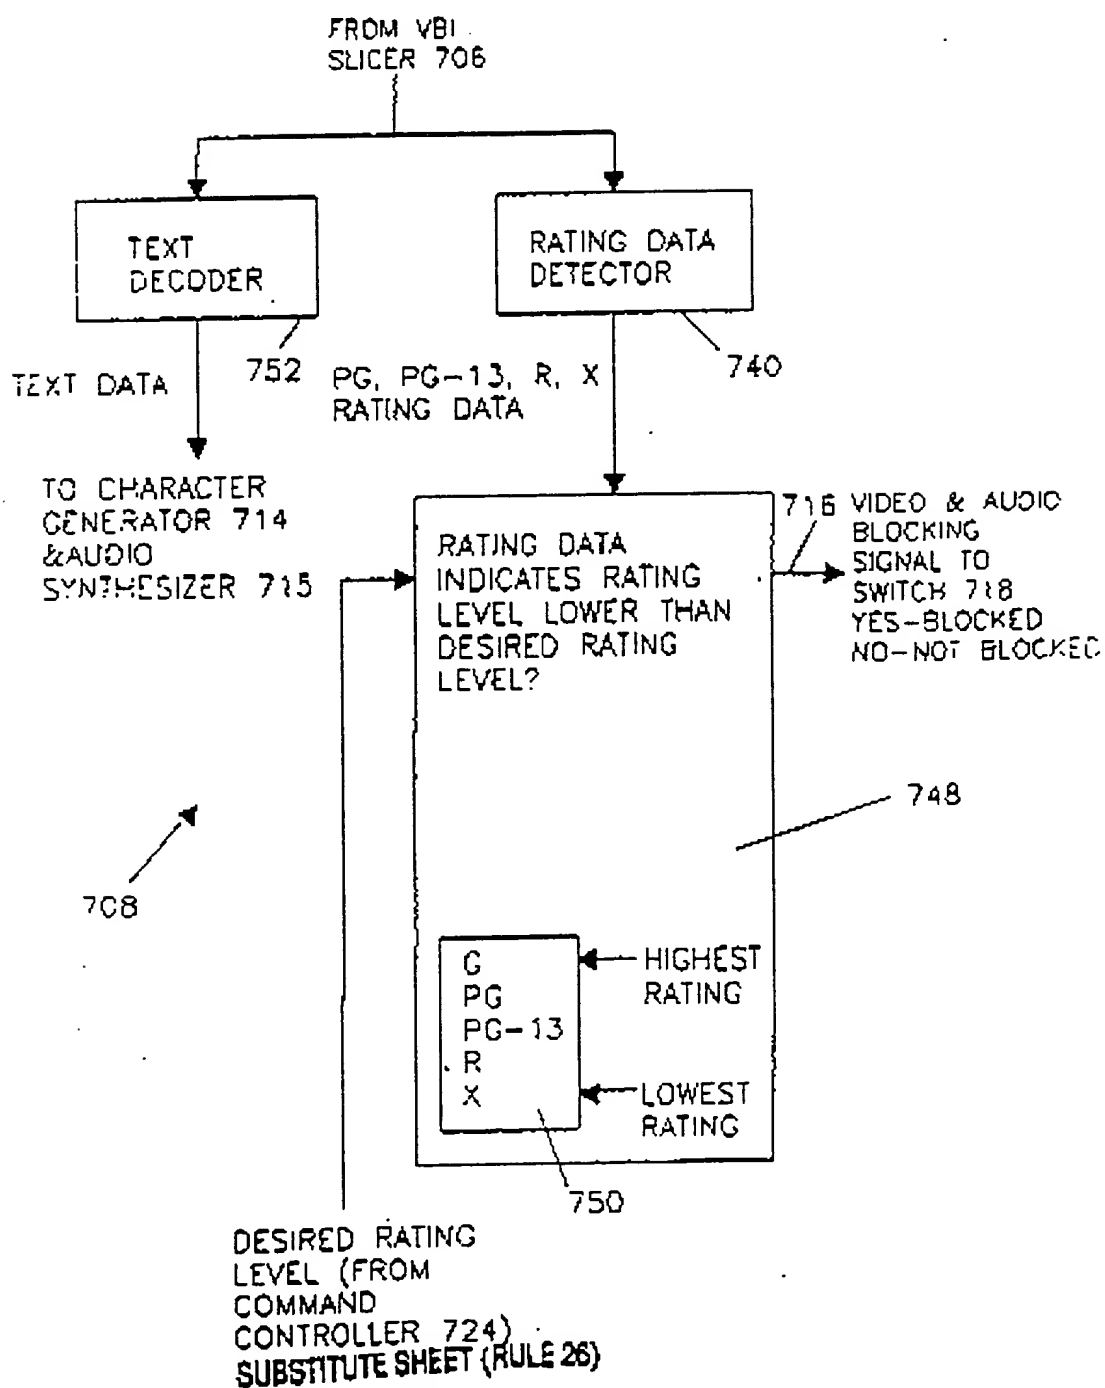 FROM VBI
SLICER 706
TEXT
DECODER
RATING DATA
DETECTOR
752
740
TEXT DATA
PG, PG-13, R, X
RATING DATA
TO CHARACTER
GENERATOR 714
&AUDIO
SYNTHESIZER 715
RATING DATA
INDICATES RATING
LEVEL LOWER THAN
DESIRED RATING
LEVEL?
716 VIDEO & AUDIO
BLOCKING
SIGNAL TO
SWITCH 718
YES-BLOCKED
NO-NOT BLOCKED
748
708
G
PG
PG-13
R
X
HIGHEST
RATING
LOWEST
RATING
750
DESIRED RATING
LEVEL (FROM
COMMAND
CONTROLLER 724)
SUBSTITUTE SHEET (RULE 26)